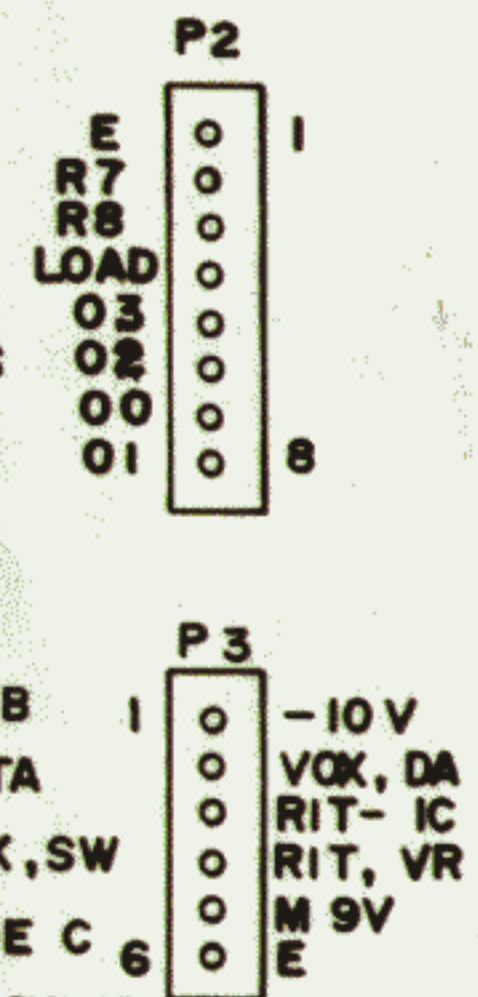 P2
E 1
R7
R8
LOAD
03
02
00
01 8
P3
B 1 -10V
TA VOX, DA
RIT- IC
K,SW RIT, VR
M 9V
E C 6 E